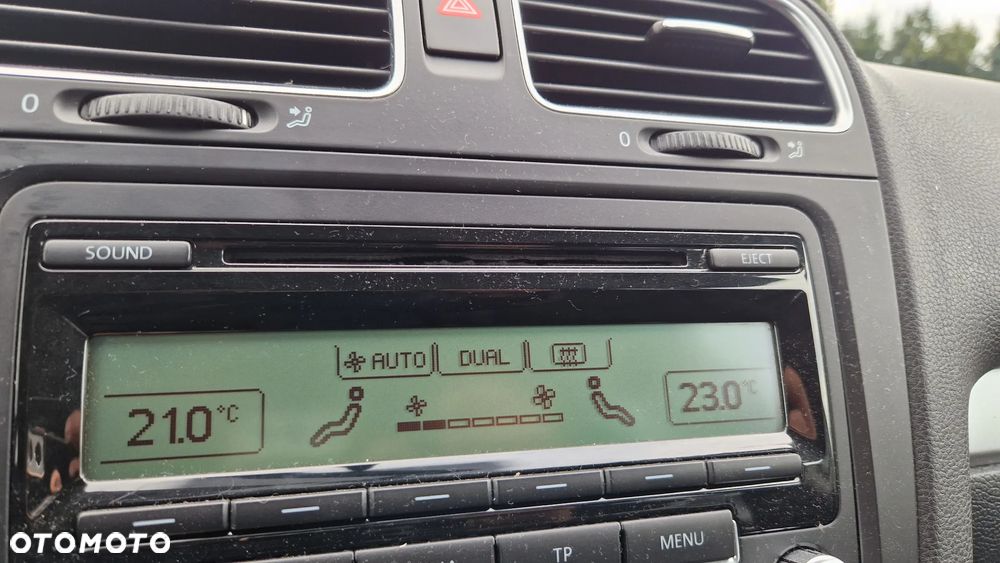 0
0
SOUND
EJECT
AUTO DUAL
21.0°C
23.0°C
TP
MENU
OTOMOTO